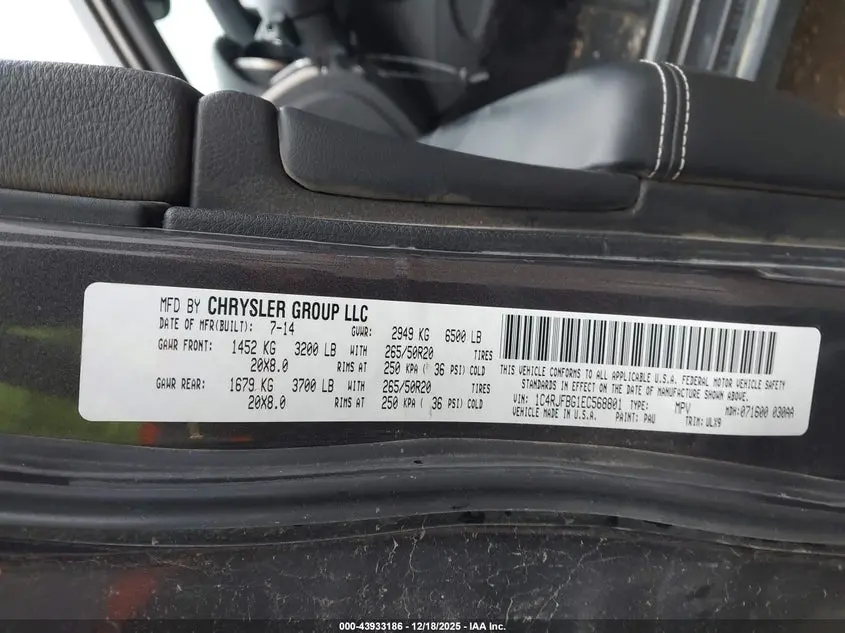 MFD BY CHRYSLER GROUP LLC
DATE OF MFR(BUILT): 7-14 GVWR: 2949 KG 6500 LB
GAWR FRONT: 1452 KG 3200 LB WITH 265/50R20 TIRES
20X8.0 RIMS AT 250 KPA ( 36 PSI) COLD
GAWR REAR: 1679 KG 3700 LB WITH 265/50R20 TIRES
20X8.0 RIMS AT 250 KPA ( 36 PSI) COLD
THIS VEHICLE CONFORMS TO ALL APPLICABLE U.S.A. FEDERAL MOTOR VEHICLE SAFETY
STANDARDS IN EFFECT ON THE DATE OF MANUFACTURE SHOWN ABOVE.
VIN: 1C4RJFBG1EC568801 TYPE: MPV MDH: 071600 030AA
VEHICLE MADE IN U.S.A. PAINT: PAU TRIM: ULX9
000-43933186 - 12/18/2025 - IAA Inc.